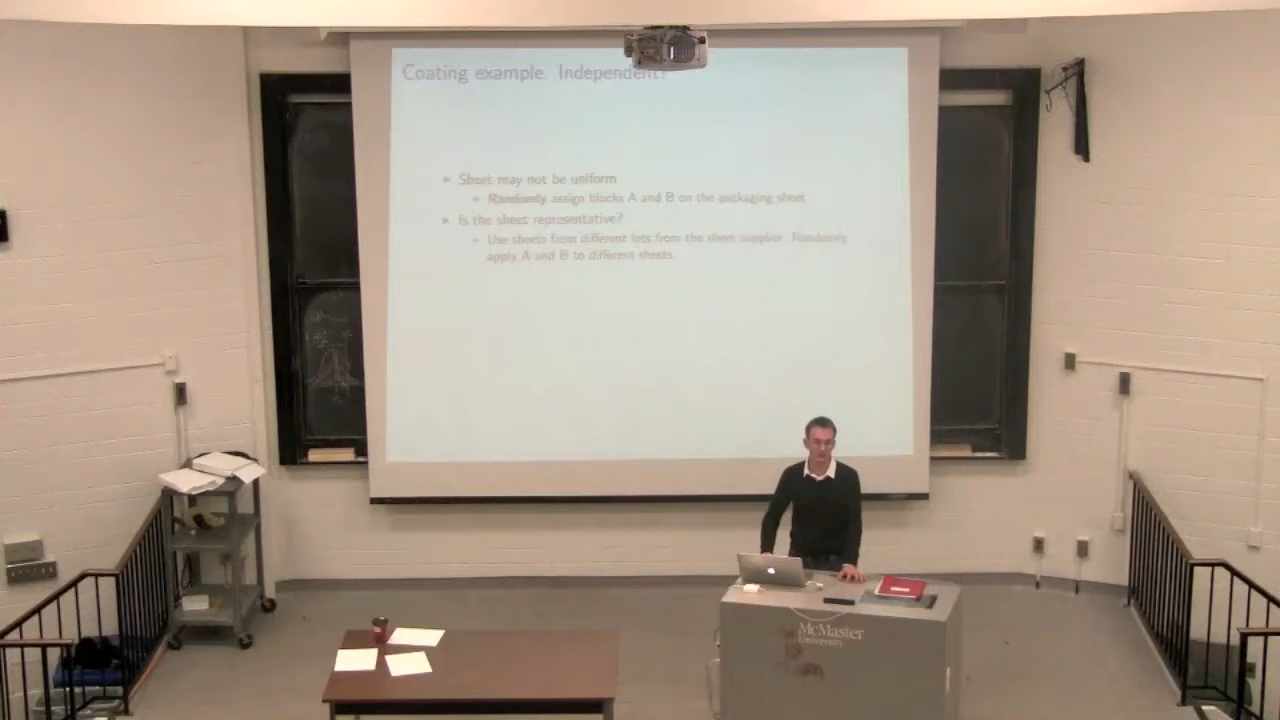 Coating example. Independent?
► Sheet may not be uniform
Randomly assign blocks A and B on the packaging sheet
► Is the sheet representative?
Use sheets from different lots from the sheet supplier. Randomly
apply A and B to different sheets.
McMaster
University